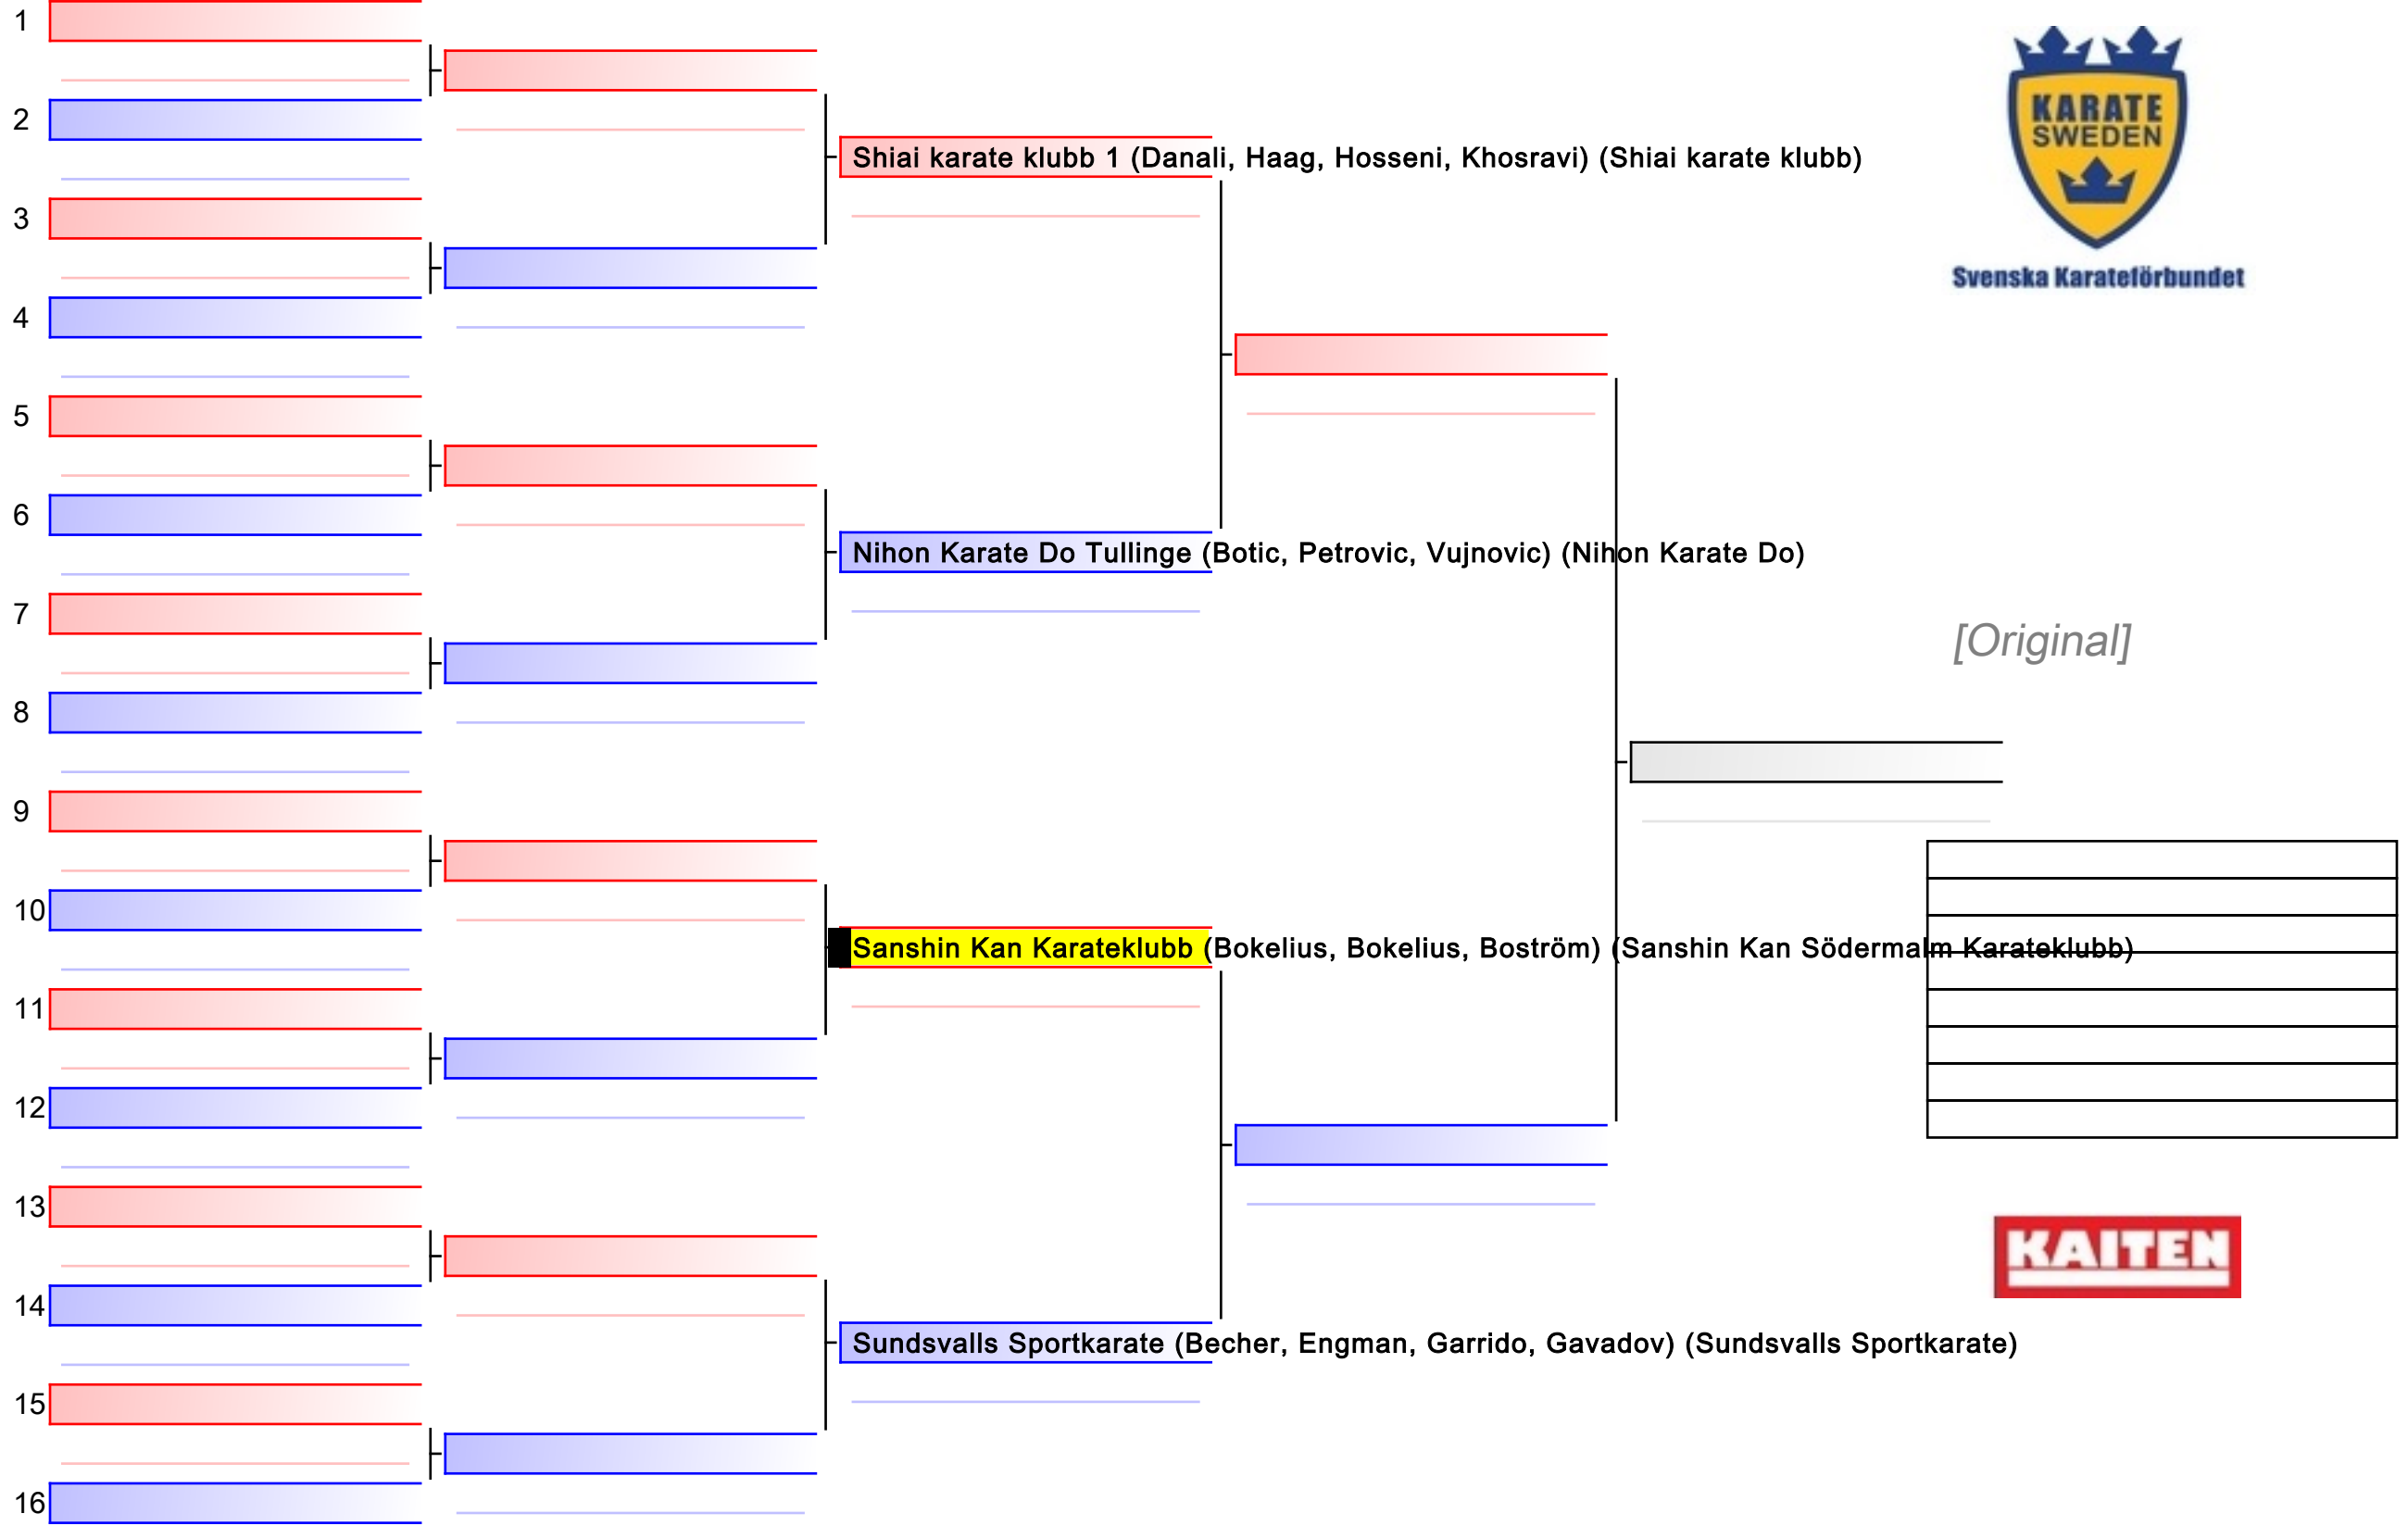 1
2
KARATE
SWEDEN
Shiai karate klubb 1 (Danali, Haag, Hosseni, Khosravi) (Shiai karate klubb)
3
Svenska Karateförbundet
4
5
6
Nihon Karate Do Tullinge (Botic, Petrovic, Vujnovic) (Nihon Karate Do)
7
[Original]
8
9
10
Sanshin Kan Karateklubb (Bokelius, Bokelius, Boström) (Sanshin Kan Södermalm Karateklubb)
11
12
13
KAITEN
14
Sundsvalls Sportkarate (Becher, Engman, Garrido, Gavadov) (Sundsvalls Sportkarate)
15
16